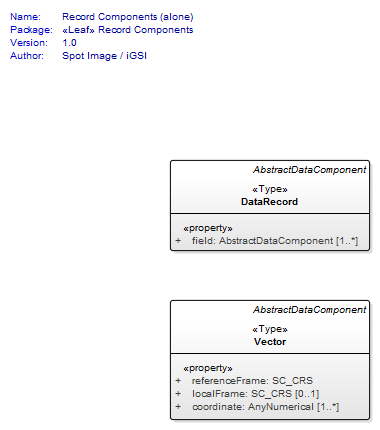 Name: Record Components (alone)
Package: «Leaf» Record Components
Version: 1.0
Author: Spot Image / iGSI
AbstractDataComponent
«Type»
DataRecord
«property»
+ field: AbstractDataComponent [1..*]
AbstractDataComponent
«Type»
Vector
«property»
+ referenceFrame: SC_CRS
+ localFrame: SC_CRS [0..1]
+ coordinate: AnyNumerical [1..*]